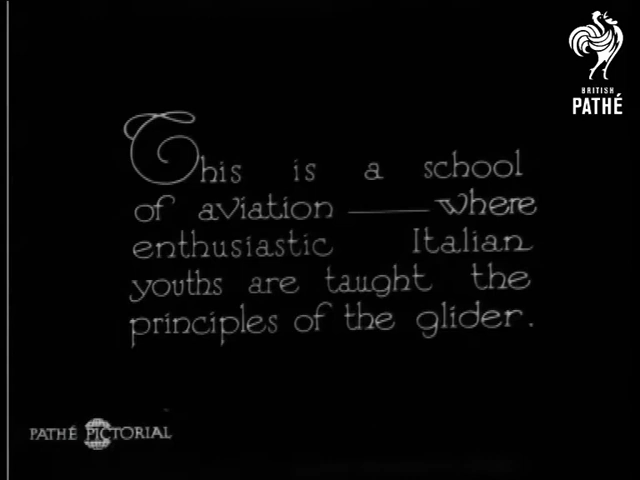 BRITISH
PATHÉ
This is a school
of aviation — where
enthusiastic Italian
youths are taught the
principles of the glider.
PATHÉ PICTORIAL